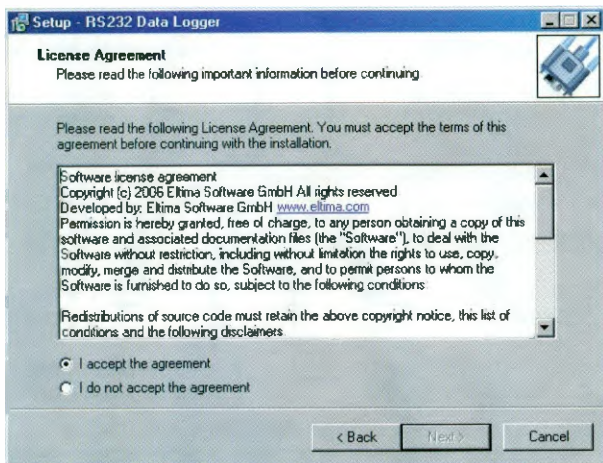 Setup - RS232 Data Logger
License Agreement
Please read the following important information before continuing.
Please read the following License Agreement. You must accept the terms of this
agreement before continuing with the installation.
Software license agreement
Copyright (c) 2006 Eltima Software GmbH All rights reserved
Developed by: Eltima Software GmbH www.eltima.com
Permission is hereby granted, free of charge, to any person obtaining a copy of this
software and associated documentation files (the "Software"), to deal with the
Software without restriction, including without limitation the rights to use, copy,
modify, merge and distribute the Software, and to permit persons to whom the
Software is furnished to do so, subject to the following conditions:
Redistributions of source code must retain the above copyright notice, this list of
conditions and the following disclaimers.
I accept the agreement
I do not accept the agreement
< Back
Next >
Cancel